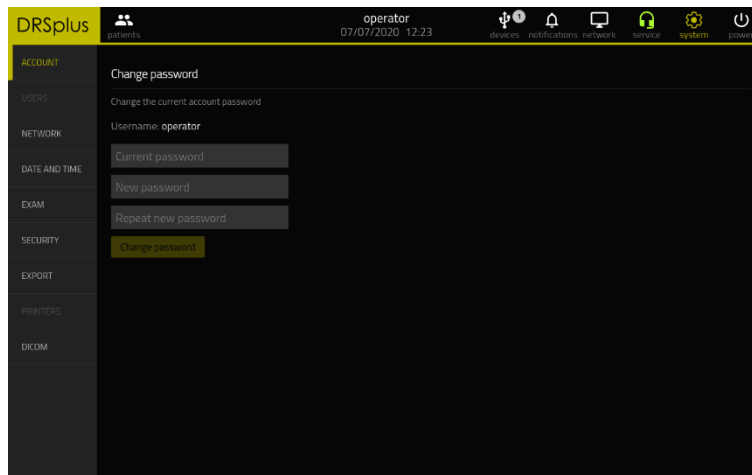 DRSplus
patients
operator
07/07/2020 12:23
1
devices
notifications
network
service
system
power
ACCOUNT
USERS
NETWORK
DATE AND TIME
EXAM
SECURITY
EXPORT
PRINTERS
DICOM
Change password
Change the current account password
Username: operator
Current password
New password
Repeat new password
Change password